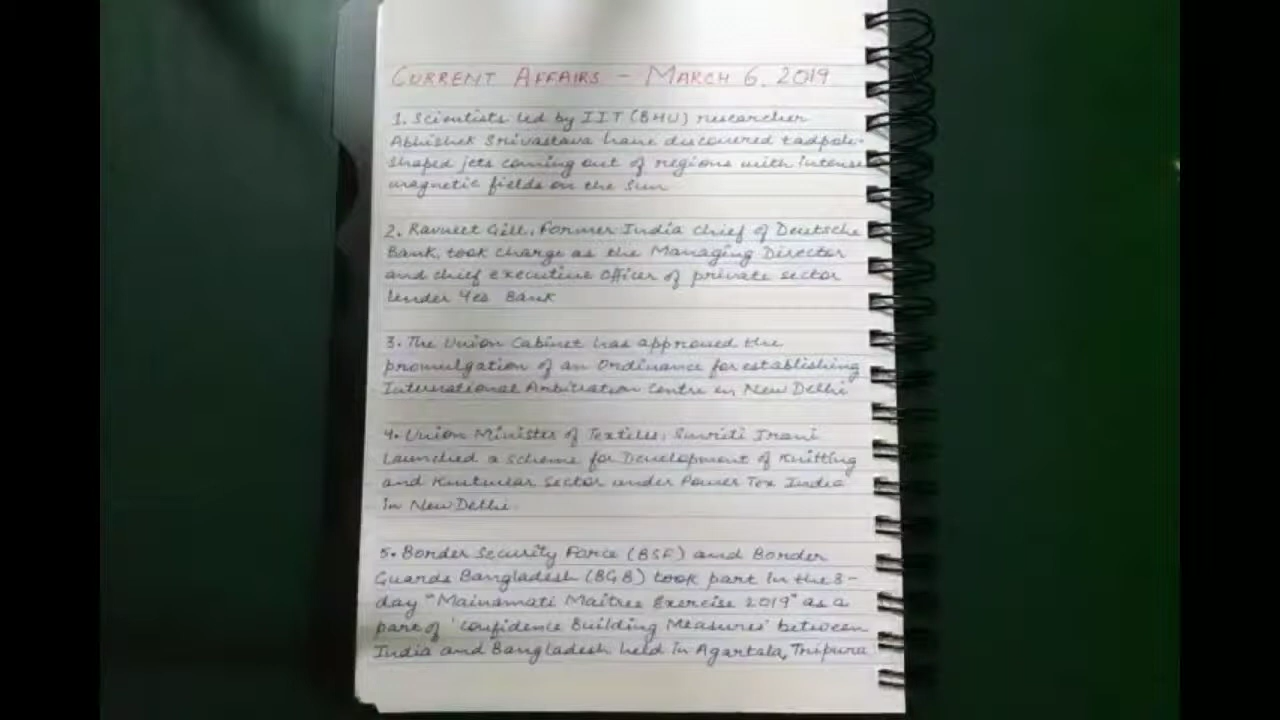 CURRENT AFFAIRS - MARCH 6, 2019
1. Scientists led by IIT (BHU) researcher
Abhishek Srivastava have discovered tadpole-
shaped jets coming out of regions with intense
magnetic fields on the Sun
2. Ravneet Gill, Former India chief of Deutsche
Bank, took charge as the Managing Director
and chief executive officer of private sector
lender Yes Bank
3. The Union Cabinet has approved the
promulgation of an Ordinance for establishing
International Arbitration Centre in New Delhi
4. Union Minister of Textiles, Smriti Irani
launched a scheme for Development of Knitting
and Knitwear Sector under Power Tex India
in New Delhi.
5. Border Security Force (BSF) and Border
Guards Bangladesh (BGB) took part in the 3-
day "Mainamati Maitree Exercise 2019" as a
part of 'Confidence Building Measures' between
India and Bangladesh held in Agartala, Tripura